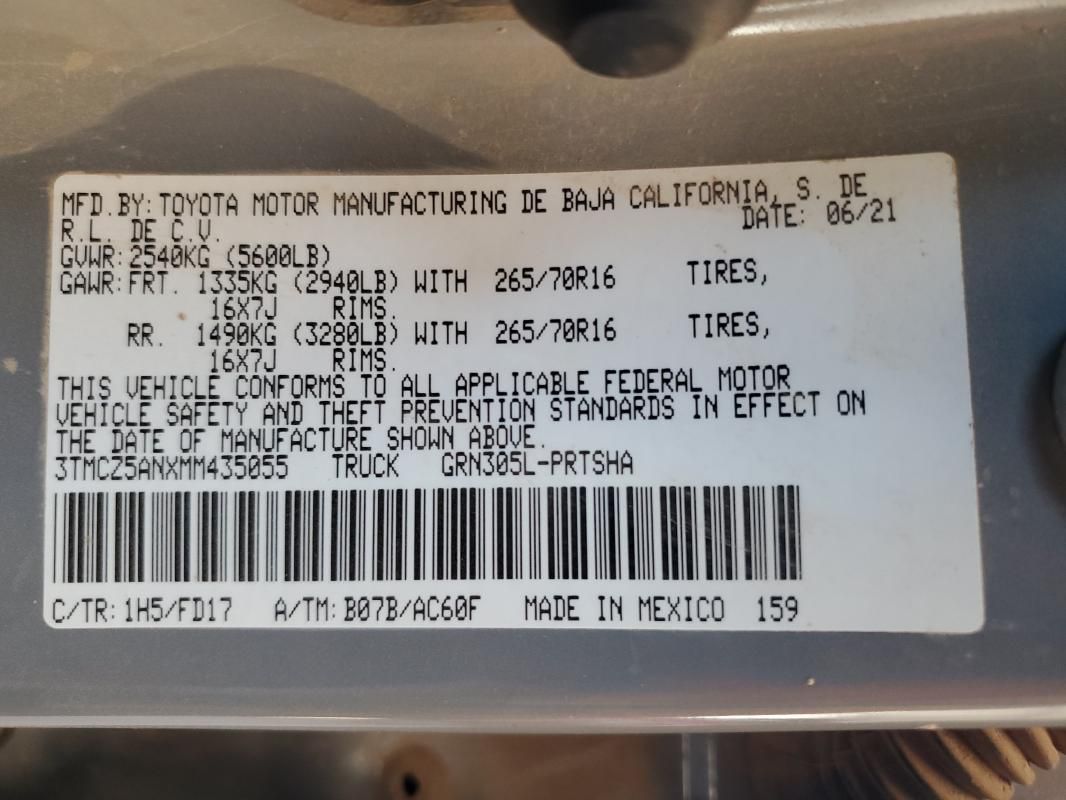 MFD.BY:TOYOTA MOTOR MANUFACTURING DE BAJA CALIFORNIA, S. DE
R.L. DE C.V. DATE: 06/21
GVWR:2540KG (5600LB)
GAWR:FRT. 1335KG (2940LB) WITH 265/70R16 TIRES,
16X7J RIMS.
RR. 1490KG (3280LB) WITH 265/70R16 TIRES,
16X7J RIMS.
THIS VEHICLE CONFORMS TO ALL APPLICABLE FEDERAL MOTOR
VEHICLE SAFETY AND THEFT PREVENTION STANDARDS IN EFFECT ON
THE DATE OF MANUFACTURE SHOWN ABOVE.
3TMCZ5ANXMM435055 TRUCK GRN305L-PRTSHA
C/TR:1H5/FD17 A/TM:B07B/AC60F MADE IN MEXICO 159